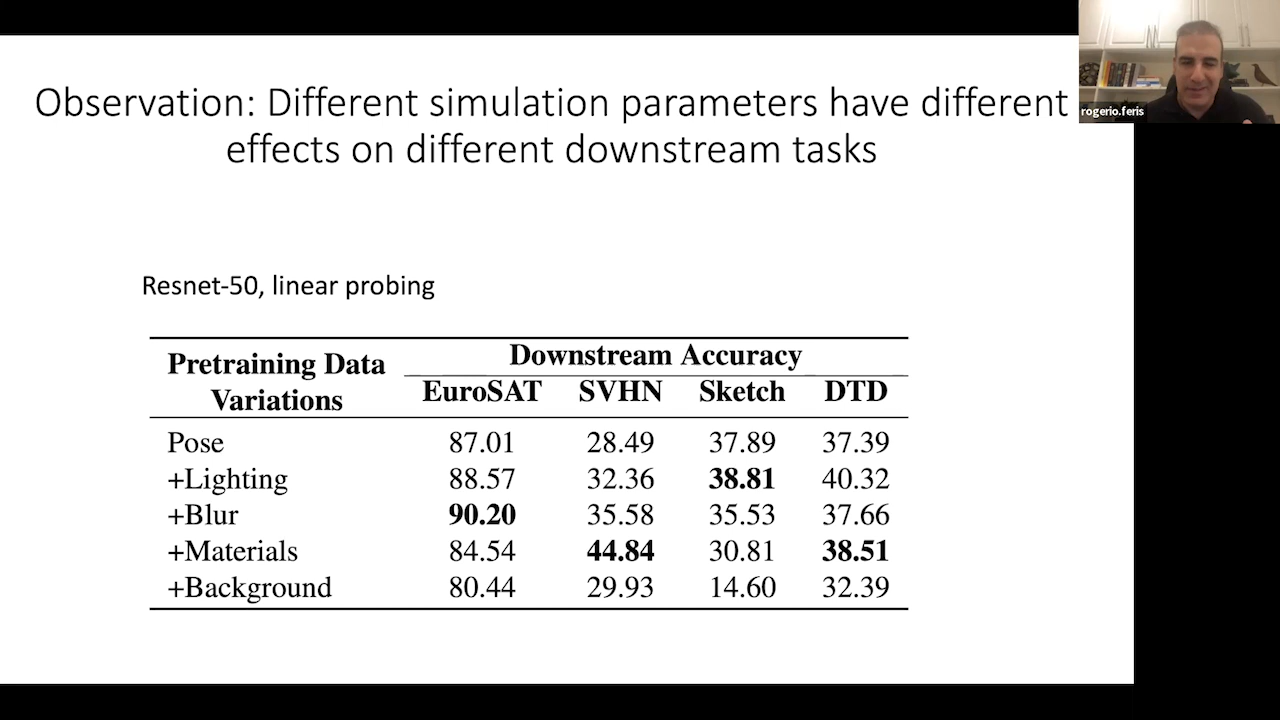 Observation: Different simulation parameters have different
effects on different downstream tasks
rogerio.feris
Resnet-50, linear probing
Pretraining Data Variations
Downstream Accuracy
EuroSAT SVHN Sketch DTD
Pose 87.01 28.49 37.89 37.39
+Lighting 88.57 32.36 38.81 40.32
+Blur 90.20 35.58 35.53 37.66
+Materials 84.54 44.84 30.81 38.51
+Background 80.44 29.93 14.60 32.39